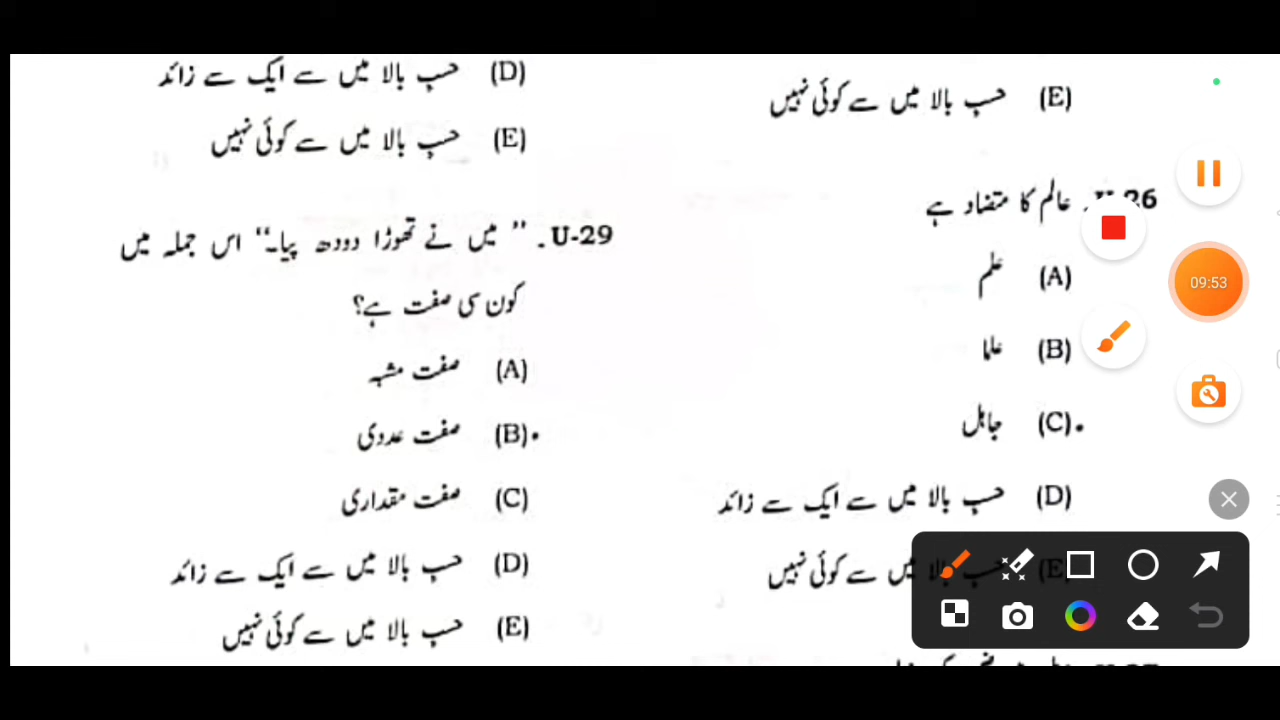 (E) حسبِ بالا میں سے کوئی نہیں
عالم کا متضاد ہے
(A) علم
(B) علما
(C) جاہل
(D) حسبِ بالا میں سے ایک سے زائد
میں سے کوئی نہیں
(D) حسبِ بالا میں سے ایک سے زائد
(E) حسبِ بالا میں سے کوئی نہیں
U-29. ’’ میں نے تھوڑا دودھ پیا۔‘‘ اس جملہ میں
کون سی صفت ہے؟
(A) صفت مشبہ
(B) صفت عددی
(C) صفت مقداری
(D) حسبِ بالا میں سے ایک سے زائد
(E) حسبِ بالا میں سے کوئی نہیں
09:53